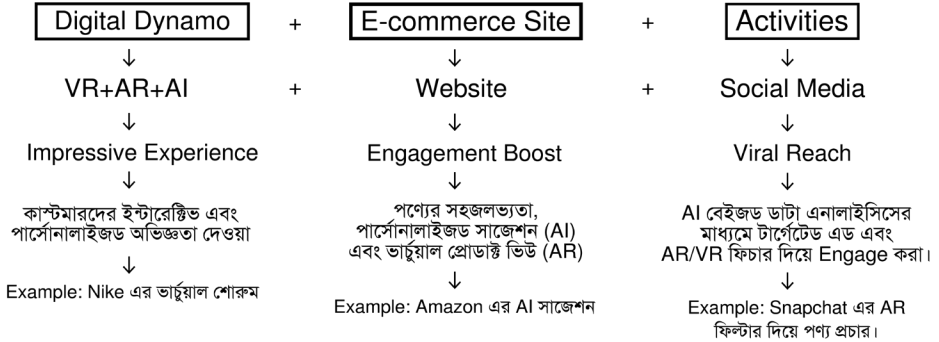 Digital Dynamo + E-commerce Site + Activities
VR+AR+AI + Website + Social Media
Impressive Experience
Engagement Boost
Viral Reach
কাস্টমারদের ইন্টারেক্টিভ এবং
পার্সোনালাইজড অভিজ্ঞতা দেওয়া
পণ্যের সহজলভ্যতা,
পার্সোনালাইজড সাজেশন (AI)
এবং ভার্চুয়াল প্রোডাক্ট ভিউ (AR)
AI বেইজড ডাটা এনালাইসিসের
মাধ্যমে টার্গেটেড এড এবং
AR/VR ফিচার দিয়ে Engage করা।
Example: Nike এর ভার্চুয়াল শোরুম
Example: Amazon এর AI সাজেশন
Example: Snapchat এর AR
ফিল্টার দিয়ে পণ্য প্রচার।